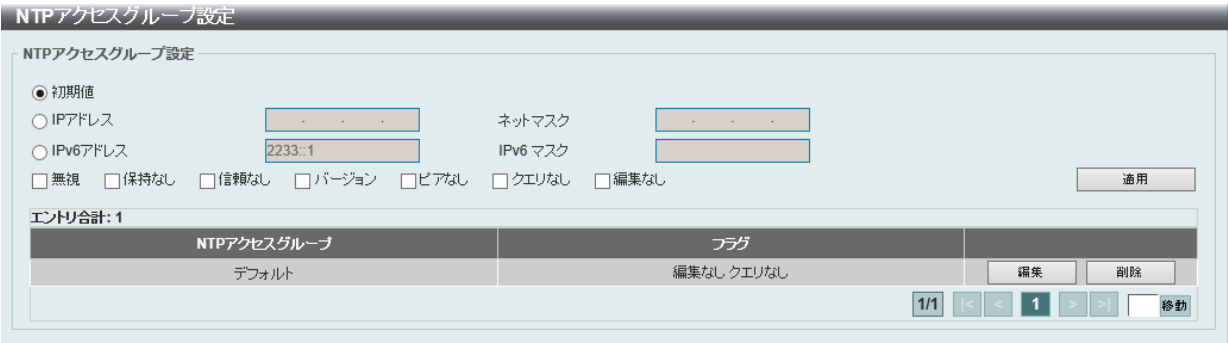 NTPアクセスグループ設定
NTPアクセスグループ設定
初期値
IPアドレス . . . ネットマスク . . .
IPv6アドレス 2233::1 IPv6 マスク
無視 保持なし 信頼なし バージョン ピアなし クエリなし 編集なし 適用
エントリ合計: 1
NTPアクセスグループ フラグ
デフォルト 編集なし クエリなし 編集 削除
1/1 |< < 1 > >| 移動